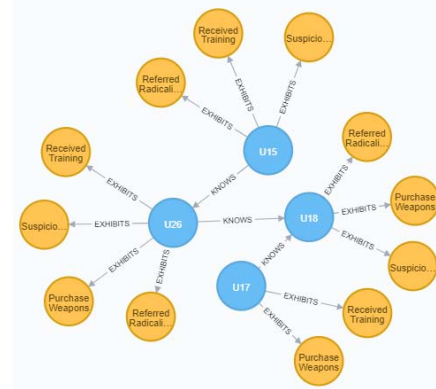 Received
Training
Suspicio...
Referred
Radicali...
EXHIBITS
EXHIBITS
EXHIBITS
U15
Referred
Radicali...
Received
Training
KNOWS
EXHIBITS
EXHIBITS
Purchase
Weapons
Suspicio...
EXHIBITS
U26
KNOWS
U18
EXHIBITS
EXHIBITS
EXHIBITS
EXHIBITS
Suspicio...
KNOWS
Purchase
Weapons
Referred
Radicali...
U17
EXHIBITS
Received
Training
EXHIBITS
Purchase
Weapons